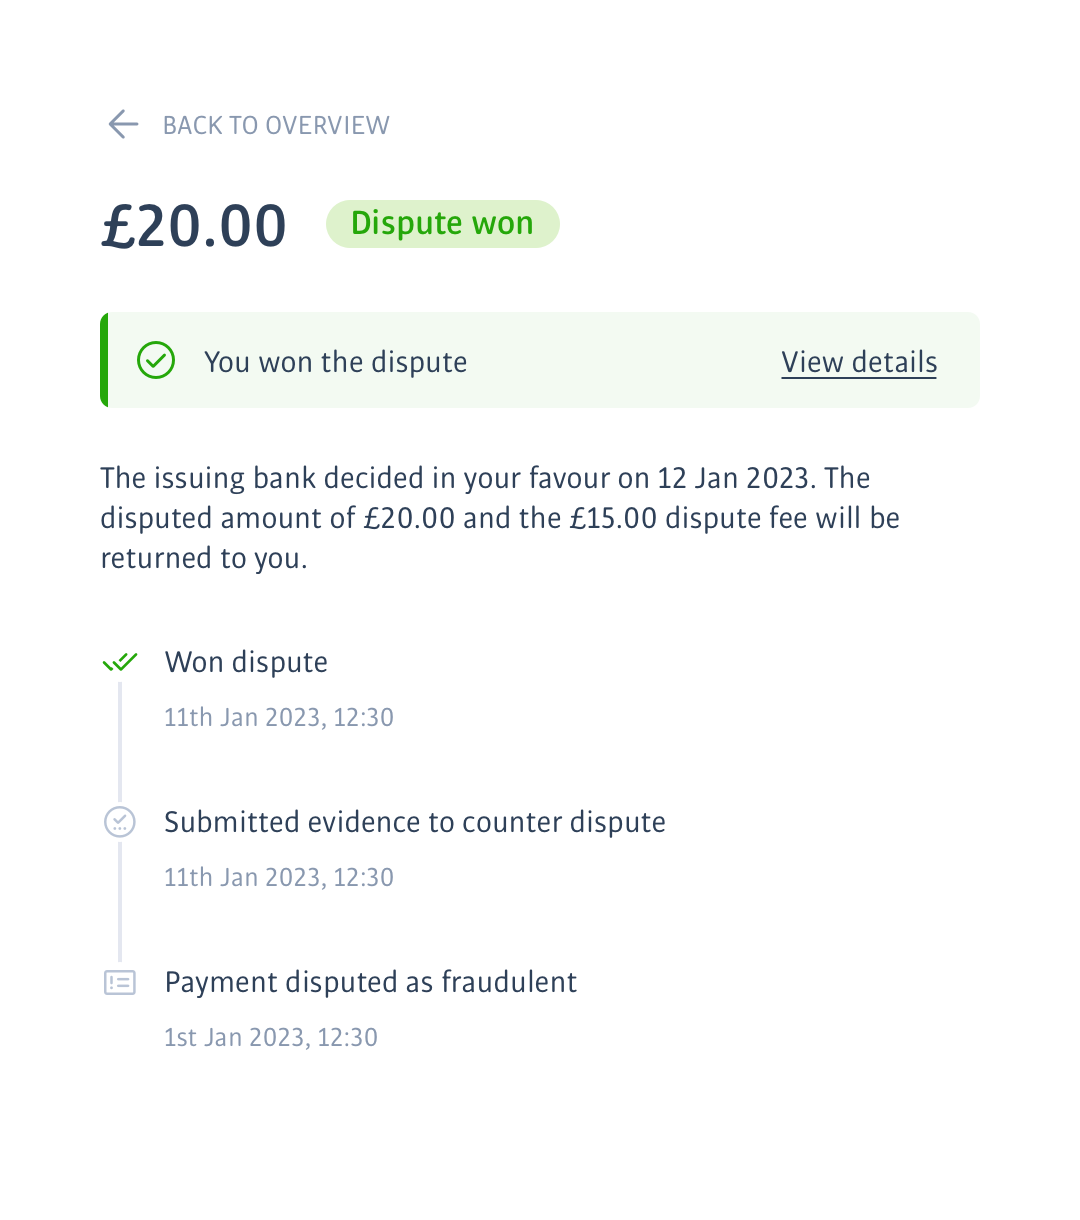 BACK TO OVERVIEW
£20.00 Dispute won
You won the dispute View details
The issuing bank decided in your favour on 12 Jan 2023. The
disputed amount of £20.00 and the £15.00 dispute fee will be
returned to you.
Won dispute
11th Jan 2023, 12:30
Submitted evidence to counter dispute
11th Jan 2023, 12:30
Payment disputed as fraudulent
1st Jan 2023, 12:30